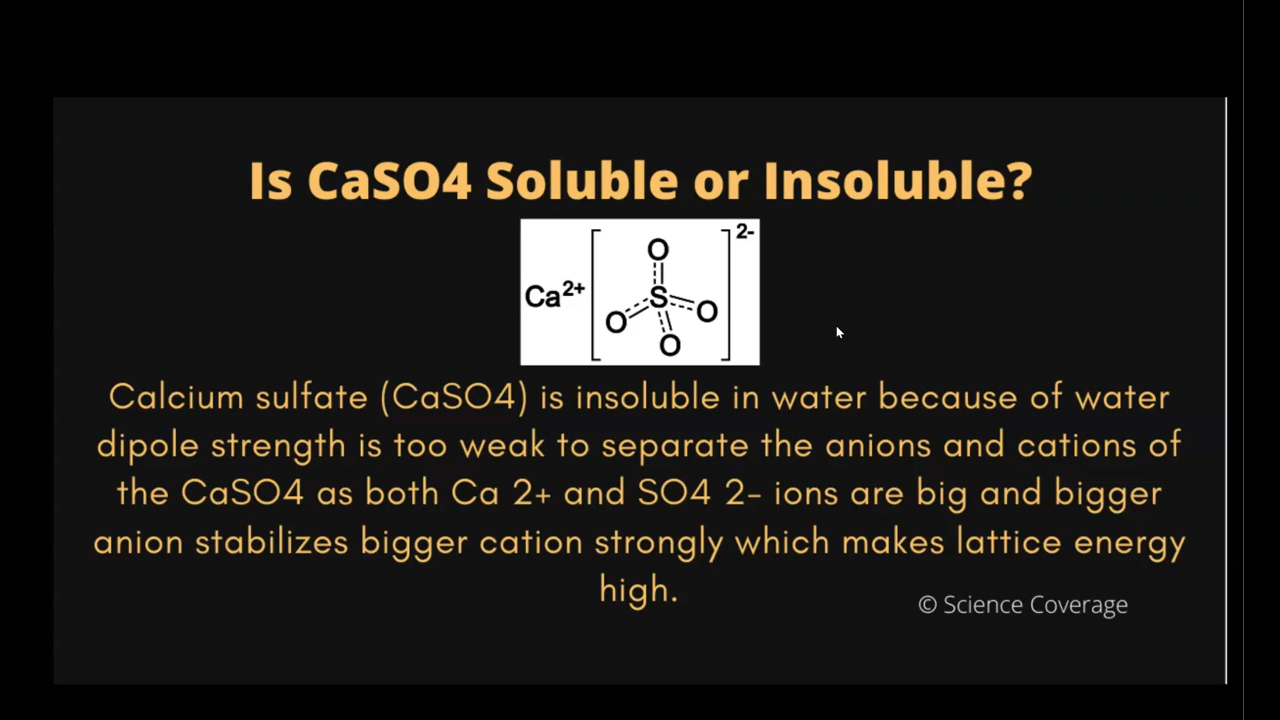 Is CaSO4 Soluble or Insoluble?
Ca2+ [ O S O O O ] 2-
Calcium sulfate (CaSO4) is insoluble in water because of water
dipole strength is too weak to separate the anions and cations of
the CaSO4 as both Ca 2+ and SO4 2- ions are big and bigger
anion stabilizes bigger cation strongly which makes lattice energy
high.
© Science Coverage